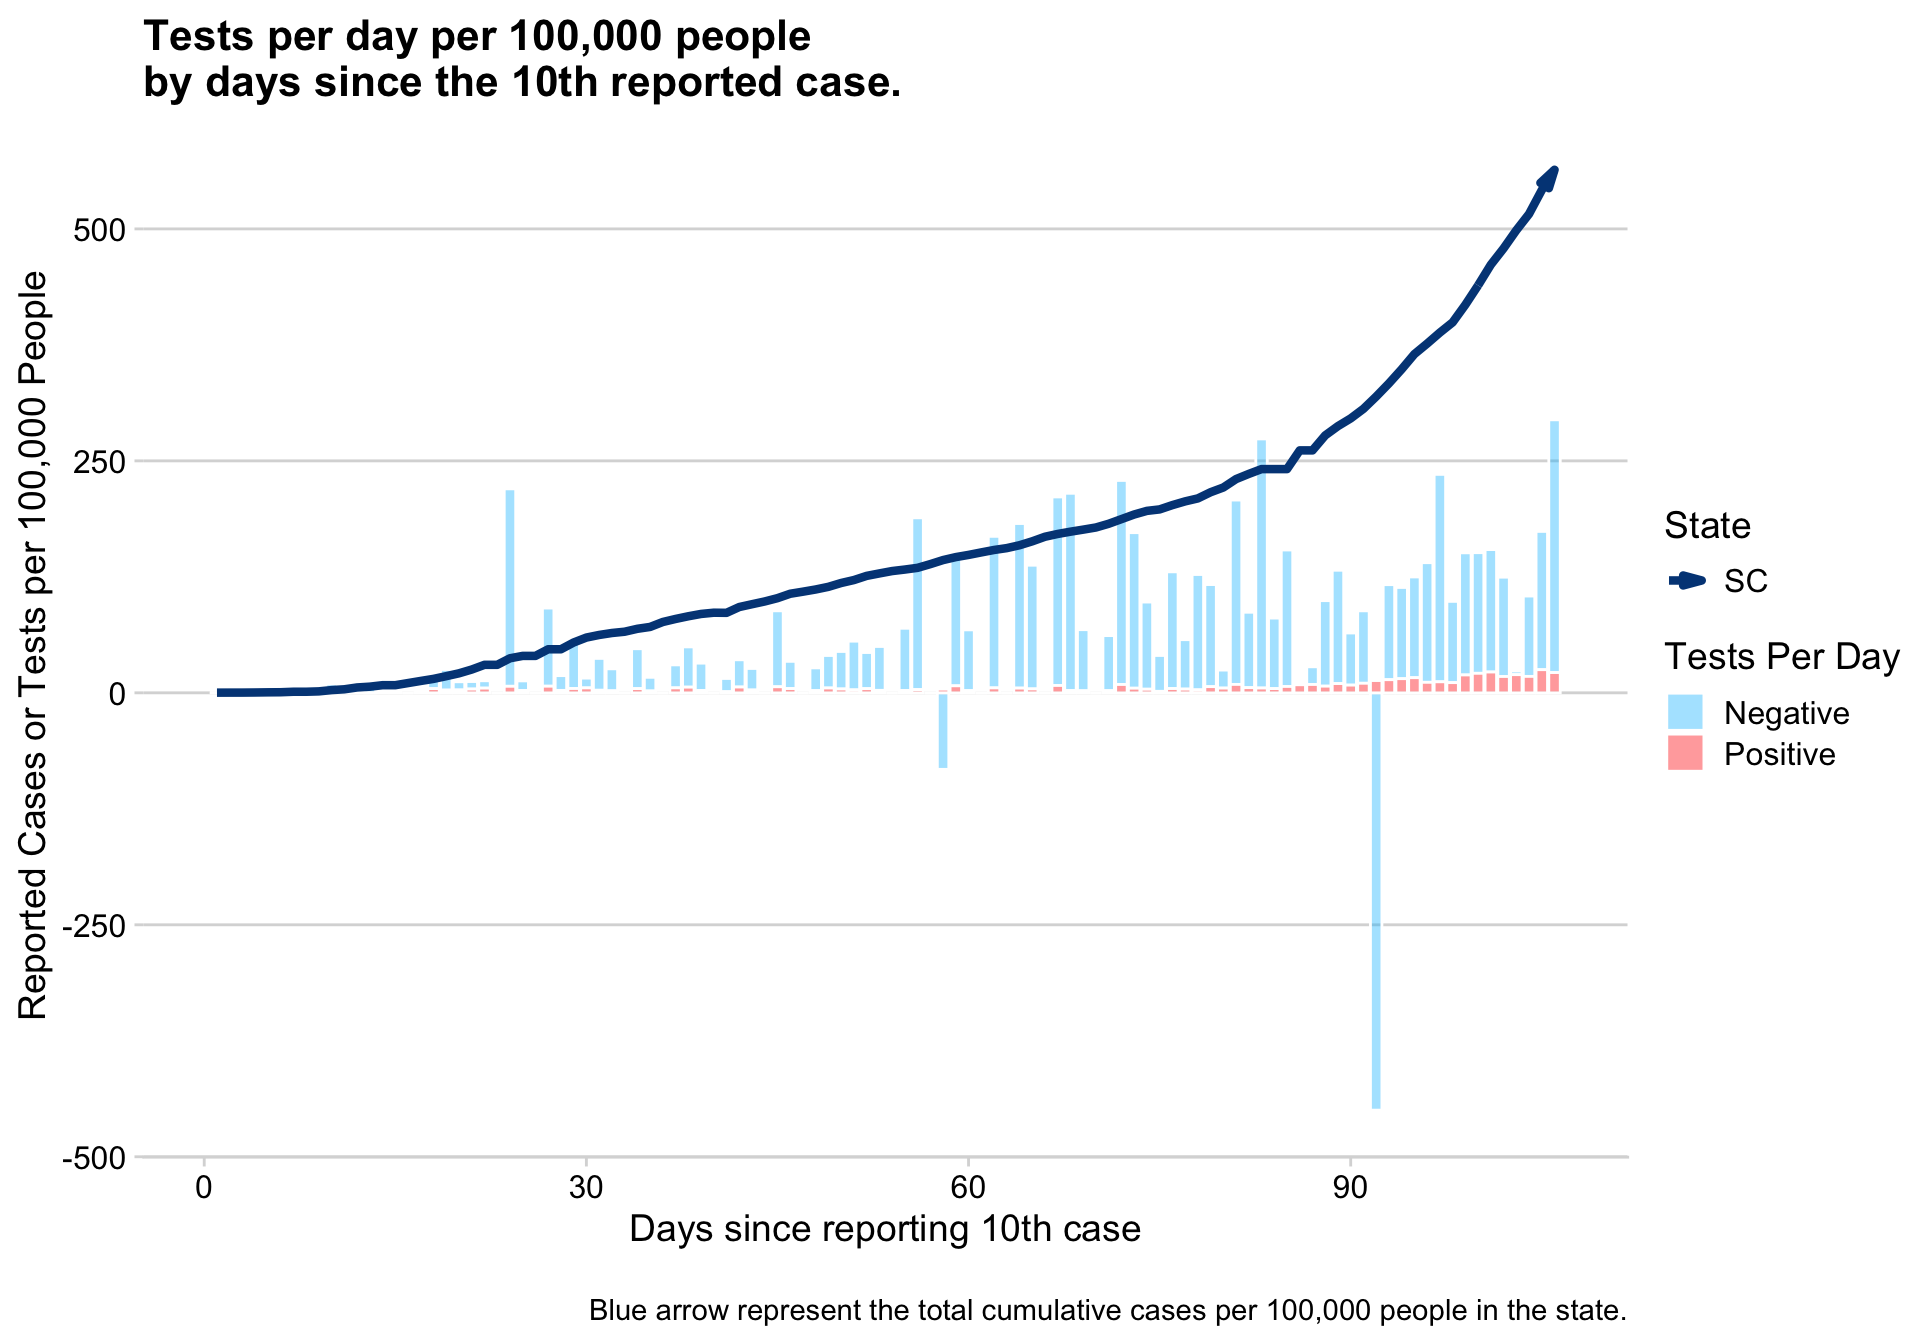 Tests per day per 100,000 people
by days since the 10th reported case.
Reported Cases or Tests per 100,000 People
500
250
0
-250
-500
0
30
60
90
Days since reporting 10th case
State
SC
Tests Per Day
Negative
Positive
Blue arrow represent the total cumulative cases per 100,000 people in the state.